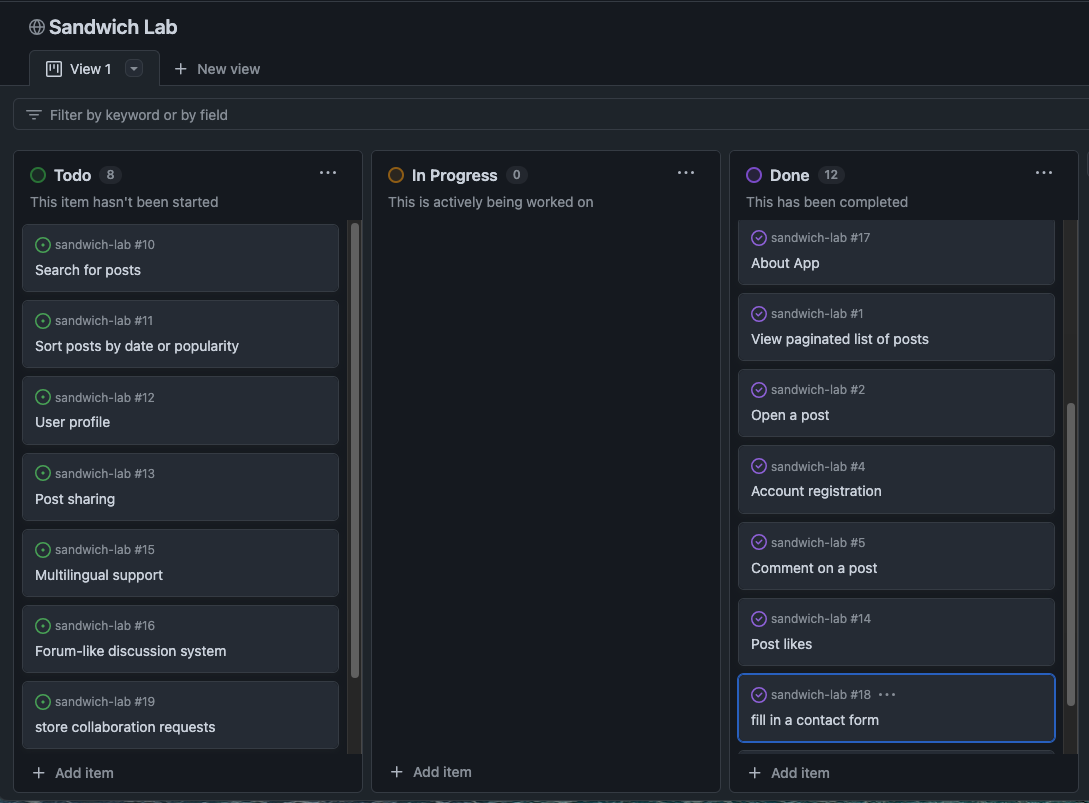 Sandwich Lab
View 1
New view
Filter by keyword or by field
Todo 8
This item hasn't been started
sandwich-lab #10
Search for posts
sandwich-lab #11
Sort posts by date or popularity
sandwich-lab #12
User profile
sandwich-lab #13
Post sharing
sandwich-lab #15
Multilingual support
sandwich-lab #16
Forum-like discussion system
sandwich-lab #19
store collaboration requests
Add item
In Progress 0
This is actively being worked on
Add item
Done 12
This has been completed
sandwich-lab #17
About App
sandwich-lab #1
View paginated list of posts
sandwich-lab #2
Open a post
sandwich-lab #4
Account registration
sandwich-lab #5
Comment on a post
sandwich-lab #14
Post likes
sandwich-lab #18
fill in a contact form
Add item